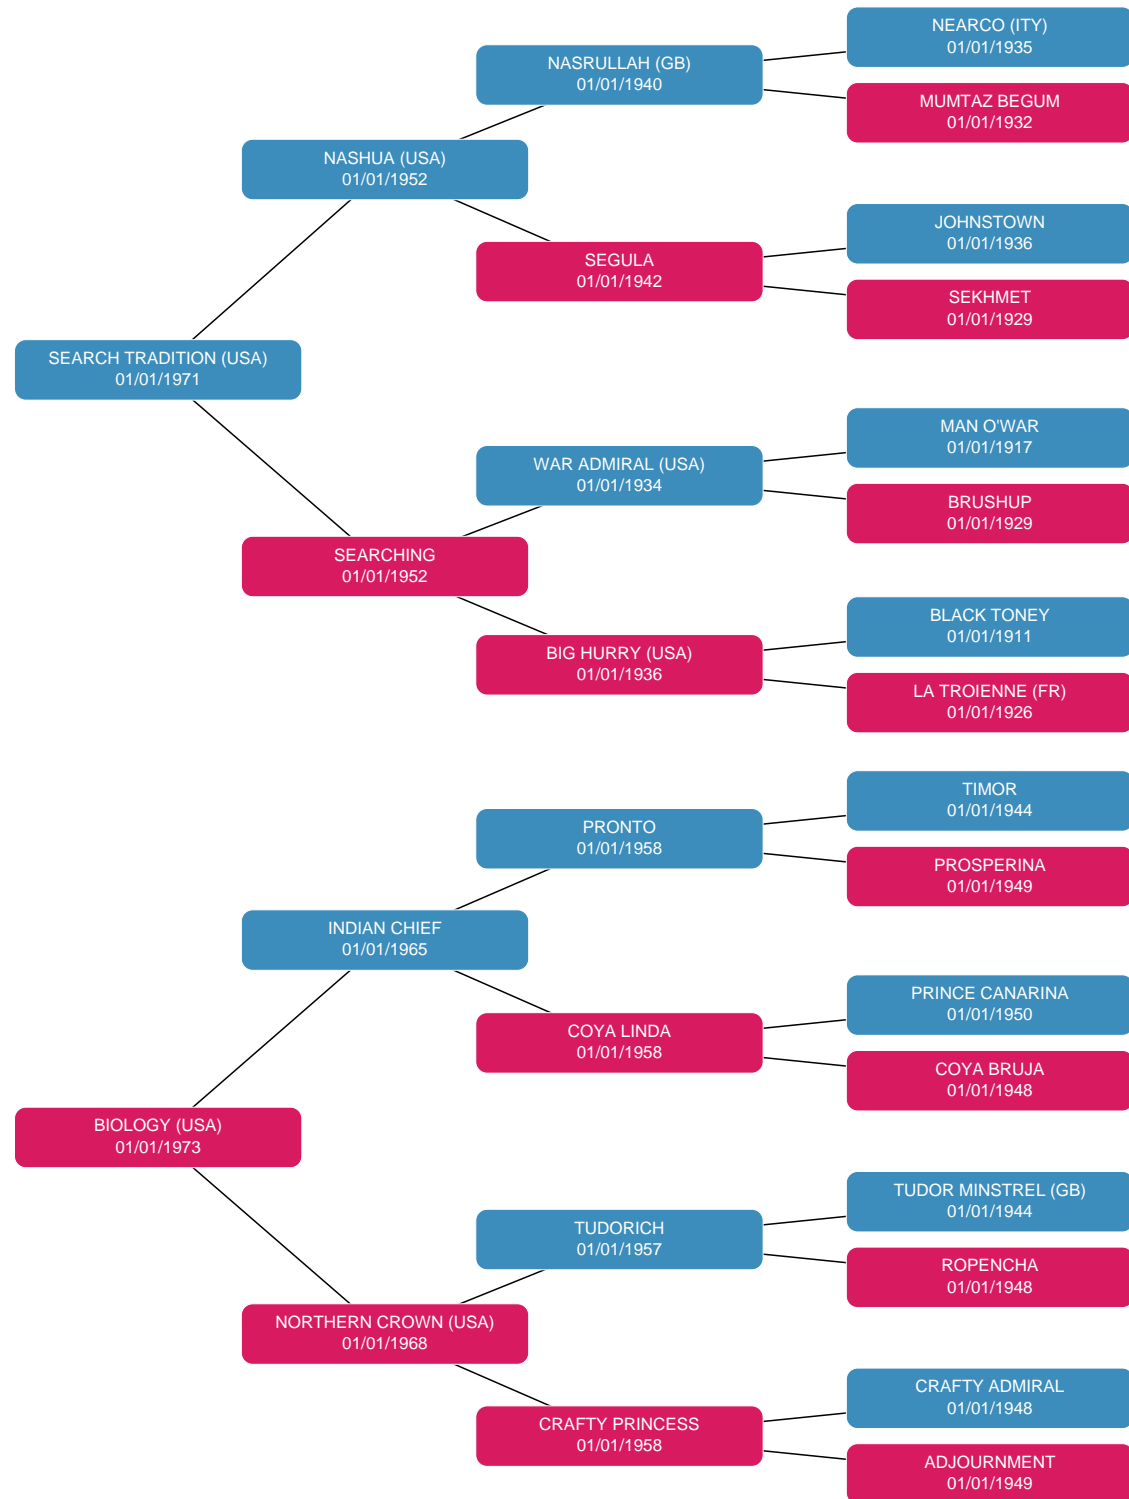 NEARCO (ITY)
01/01/1935
NASRULLAH (GB)
01/01/1940
MUMTAZ BEGUM
01/01/1932
NASHUA (USA)
01/01/1952
JOHNSTOWN
01/01/1936
SEGULA
01/01/1942
SEKHMET
01/01/1929
SEARCH TRADITION (USA)
01/01/1971
MAN O'WAR
01/01/1917
WAR ADMIRAL (USA)
01/01/1934
BRUSHUP
01/01/1929
SEARCHING
01/01/1952
BLACK TONEY
01/01/1911
BIG HURRY (USA)
01/01/1936
LA TROIENNE (FR)
01/01/1926
TIMOR
01/01/1944
PRONTO
01/01/1958
PROSPERINA
01/01/1949
INDIAN CHIEF
01/01/1965
PRINCE CANARINA
01/01/1950
COYA LINDA
01/01/1958
COYA BRUJA
01/01/1948
BIOLOGY (USA)
01/01/1973
TUDOR MINSTREL (GB)
01/01/1944
TUDORICH
01/01/1957
ROPENCHA
01/01/1948
NORTHERN CROWN (USA)
01/01/1968
CRAFTY ADMIRAL
01/01/1948
CRAFTY PRINCESS
01/01/1958
ADJOURNMENT
01/01/1949